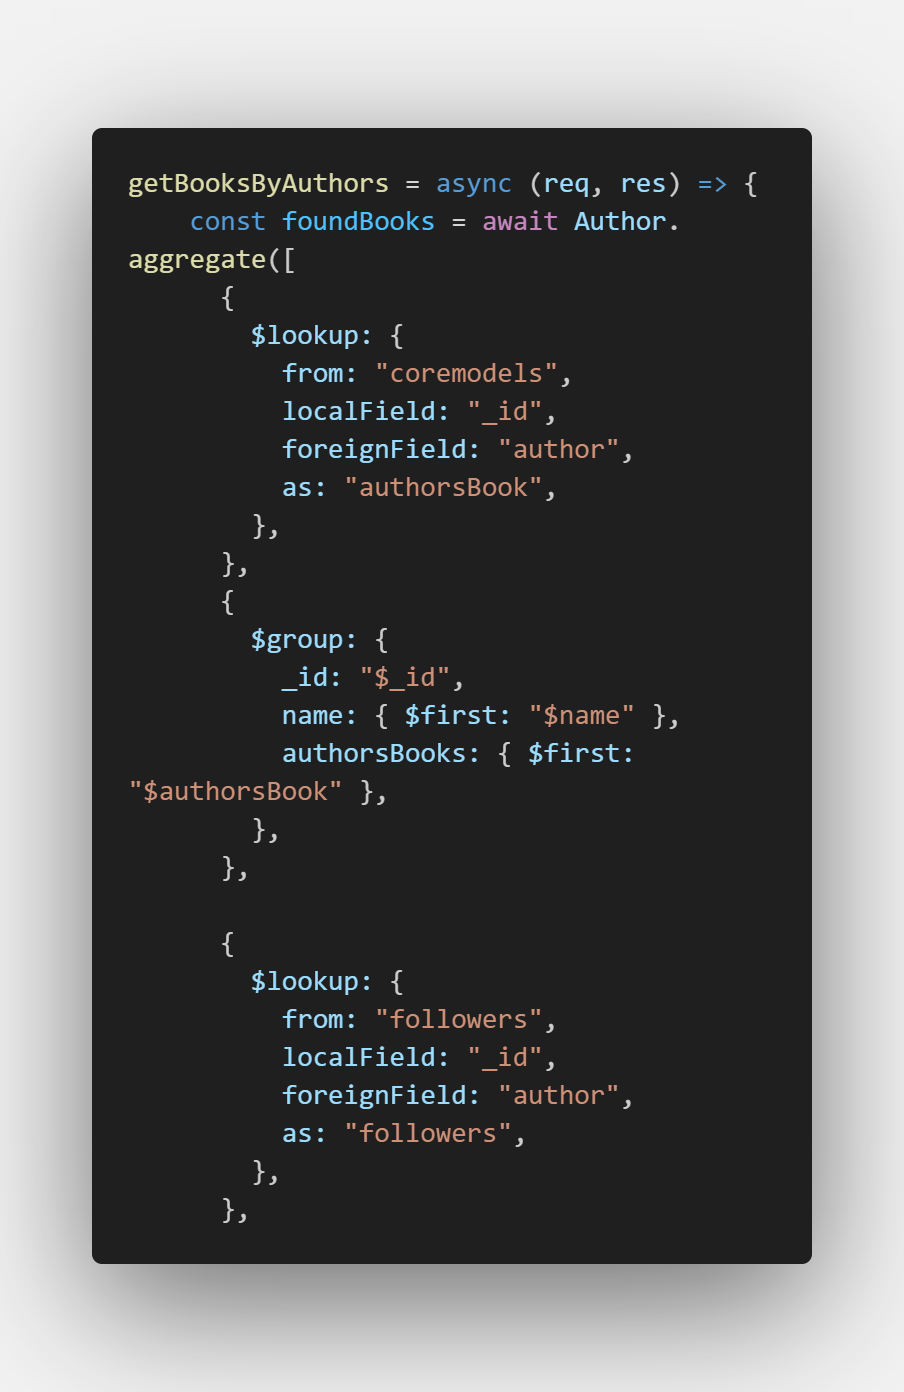 getBooksByAuthors = async (req, res) => {
    const foundBooks = await Author.
aggregate([
      {
        $lookup: {
          from: "coremodels",
          localField: "_id",
          foreignField: "author",
          as: "authorsBook",
        },
      },
      {
        $group: {
          _id: "$_id",
          name: { $first: "$name" },
          authorsBooks: { $first:
"$authorsBook" },
        },
      },

      {
        $lookup: {
          from: "followers",
          localField: "_id",
          foreignField: "author",
          as: "followers",
        },
      },